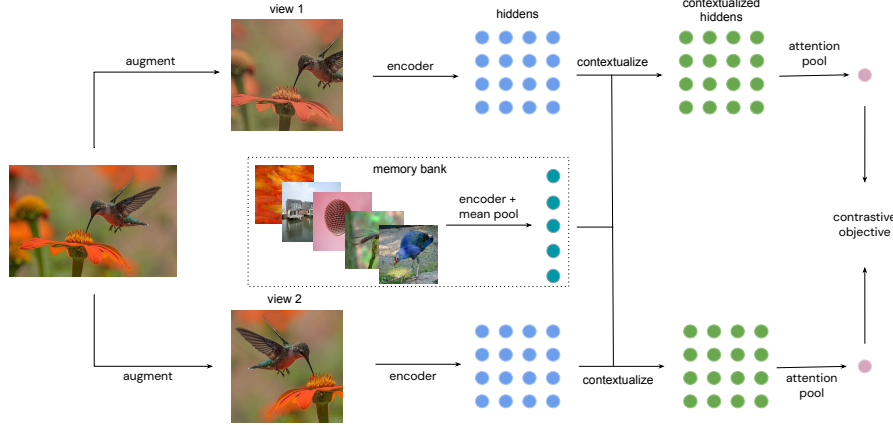 view 1
hiddens
contextualized
hiddens
augment
encoder
contextualize
attention
pool
memory bank
encoder +
mean pool
contrastive
objective
view 2
augment
encoder
contextualize
attention
pool